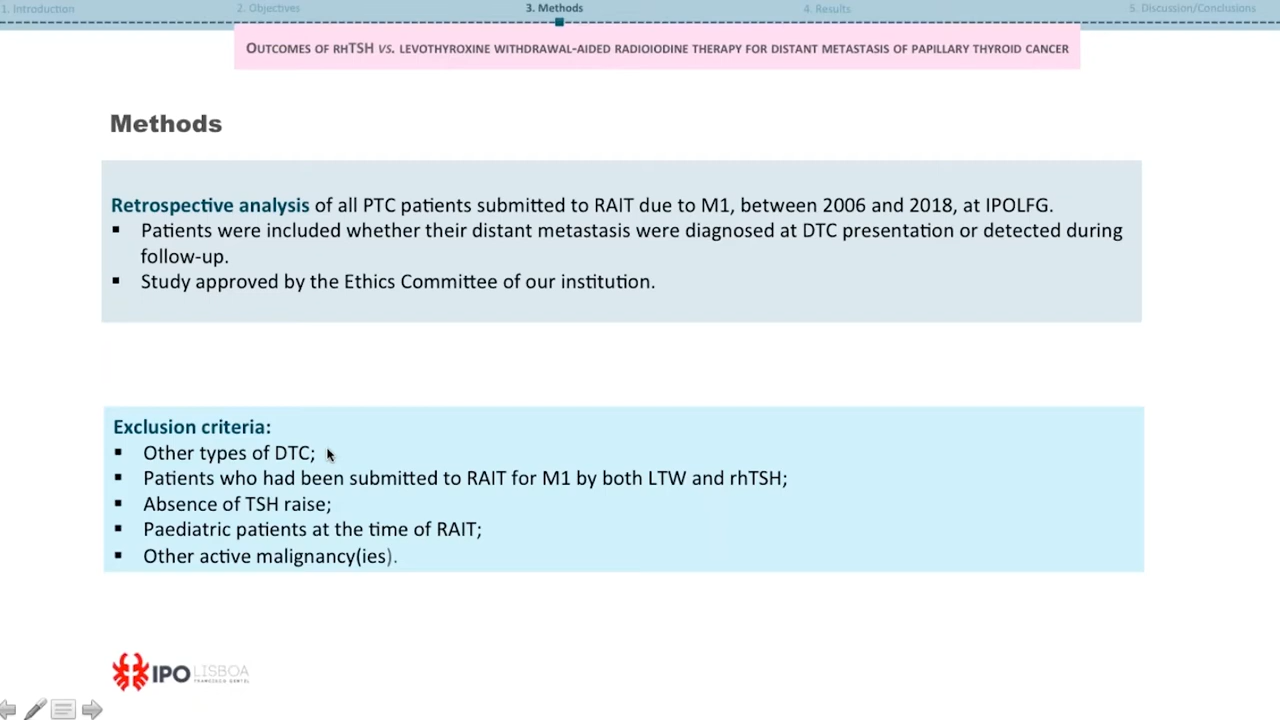 1. Introduction
2. Objectives
3. Methods
4. Results
5. Discussion/Conclusions
Outcomes of rhTSH vs. levothyroxine withdrawal-aided radioiodine therapy for distant metastasis of papillary thyroid cancer
Methods
Retrospective analysis of all PTC patients submitted to RAIT due to M1, between 2006 and 2018, at IPOLFG.
▪ Patients were included whether their distant metastasis were diagnosed at DTC presentation or detected during
follow-up.
▪ Study approved by the Ethics Committee of our institution.
Exclusion criteria:
▪ Other types of DTC;
▪ Patients who had been submitted to RAIT for M1 by both LTW and rhTSH;
▪ Absence of TSH raise;
▪ Paediatric patients at the time of RAIT;
▪ Other active malignancy(ies).
IPO LISBOA
FRANCISCO GENTIL